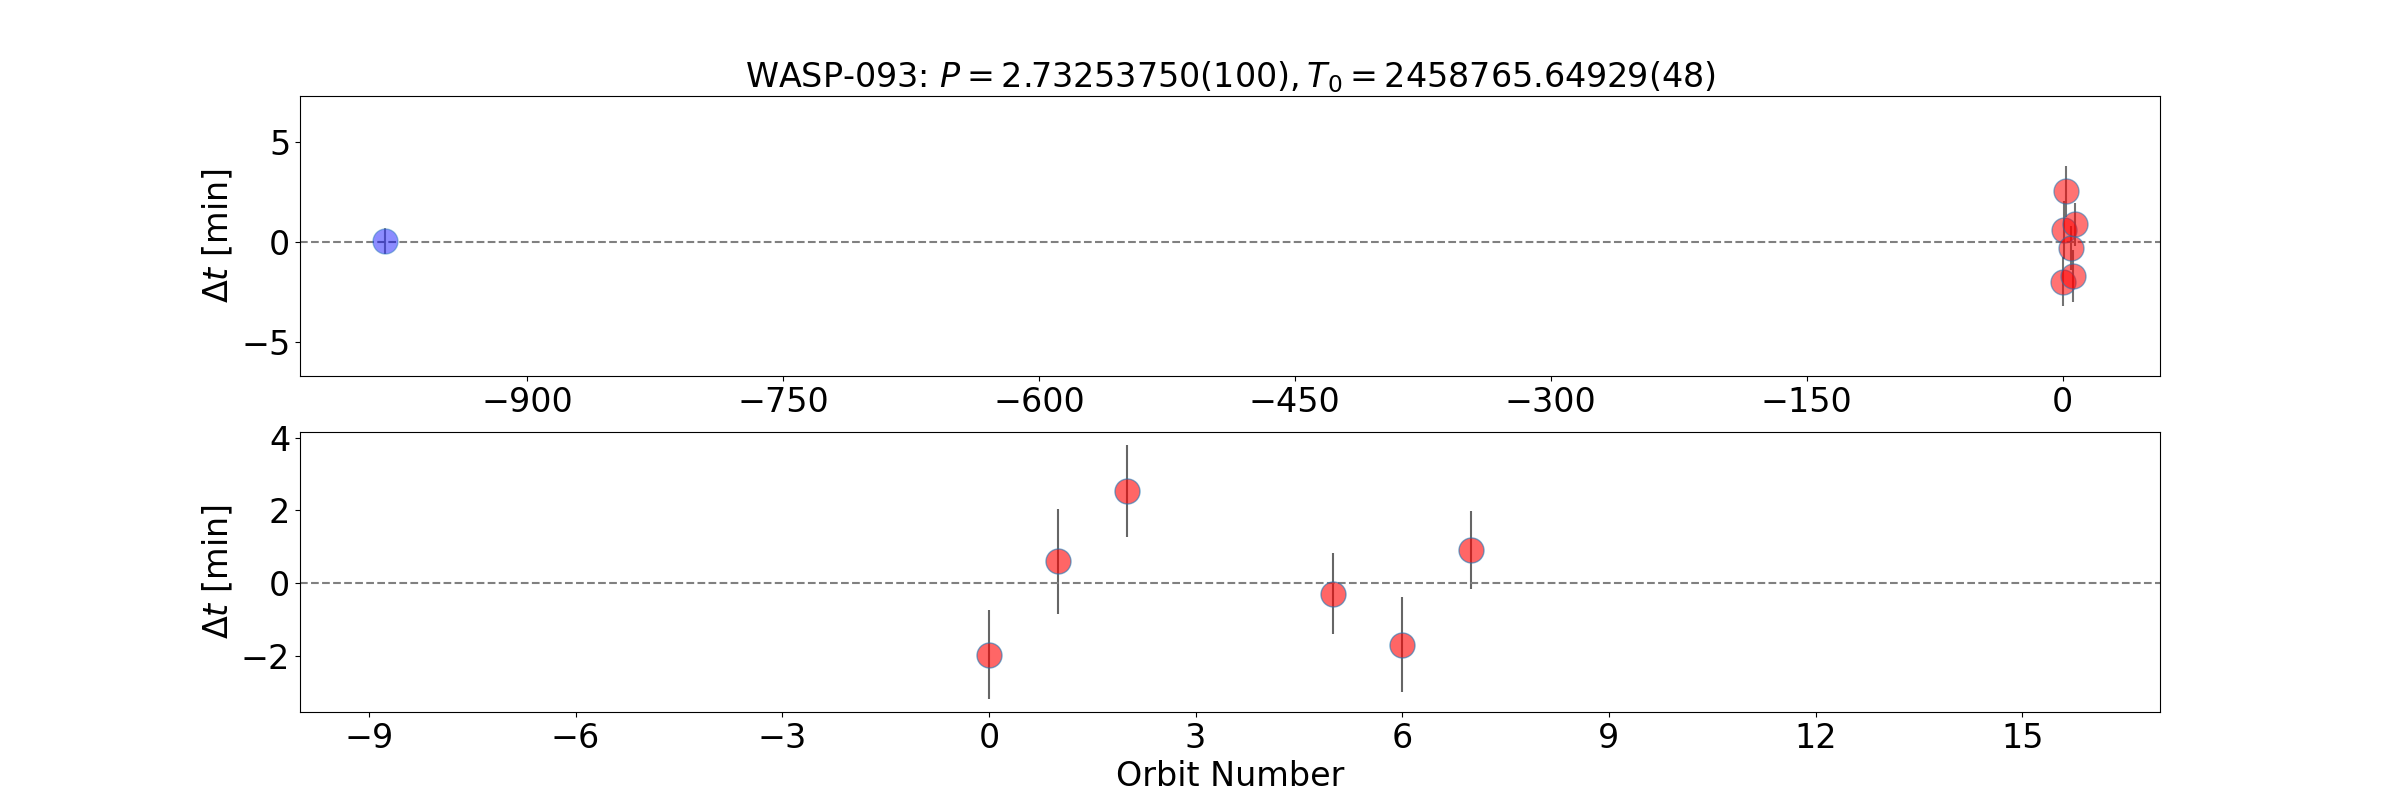 WASP-093: P = 2.73253750(100), T₀ = 2458765.64929(48)
5
0
−5
Δt [min]
−900 −750 −600 −450 −300 −150 0
4
2
0
−2
Δt [min]
−9 −6 −3 0 3 6 9 12 15
Orbit Number